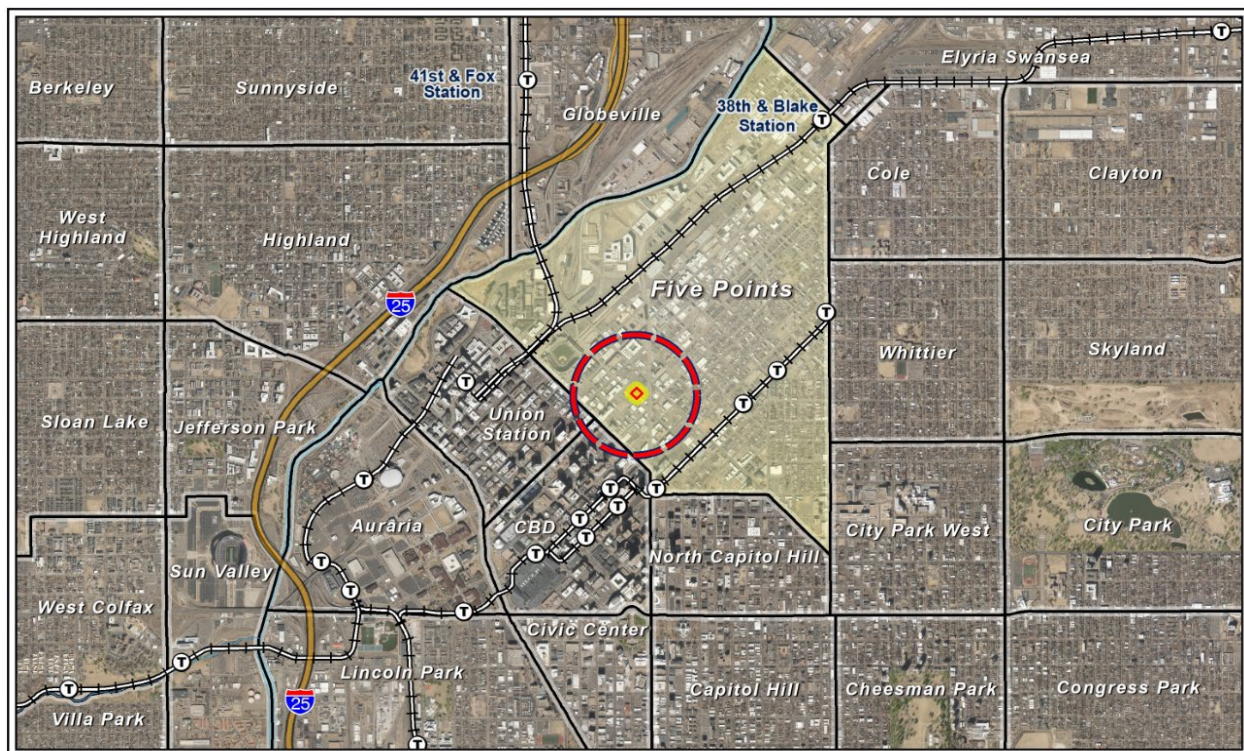 Elyria Swansea
Berkeley
Sunnyside
41st & Fox
Station
Globeville
38th & Blake
Station
T
T
T
Cole
Clayton
West
Highland
Highland
Five Points
25
T
Whittier
Skyland
T
T
T
Sloan Lake
Jefferson Park
Union
Station
T
T
T
T
T
T
T
Auraria
CBD
City Park West
City Park
North Capitol Hill
Sun Valley
T
T
T
West Colfax
Civic Center
T
Lincoln Park
T
25
Villa Park
Capitol Hill
Cheesman Park
Congress Park
T